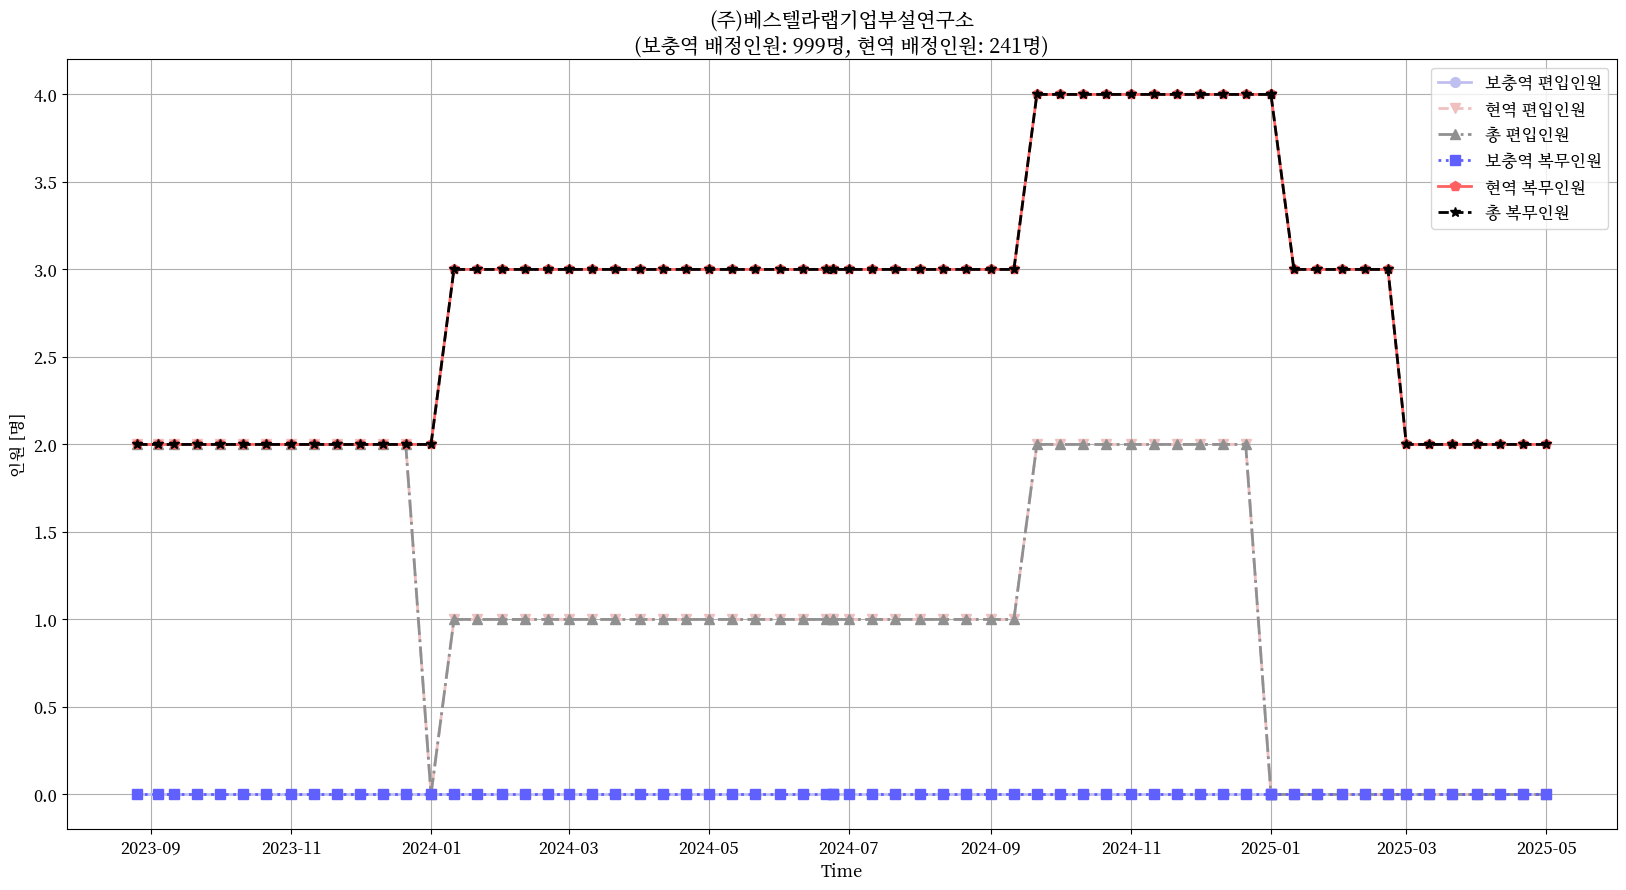 (주)베스텔라랩기업부설연구소
(보충역 배정인원: 999명, 현역 배정인원: 241명)
보충역 편입인원
현역 편입인원
총 편입인원
보충역 복무인원
현역 복무인원
총 복무인원
인원 [명]
4.0
3.5
3.0
2.5
2.0
1.5
1.0
0.5
0.0
2023-09 2023-11 2024-01 2024-03 2024-05 2024-07 2024-09 2024-11 2025-01 2025-03 2025-05
Time